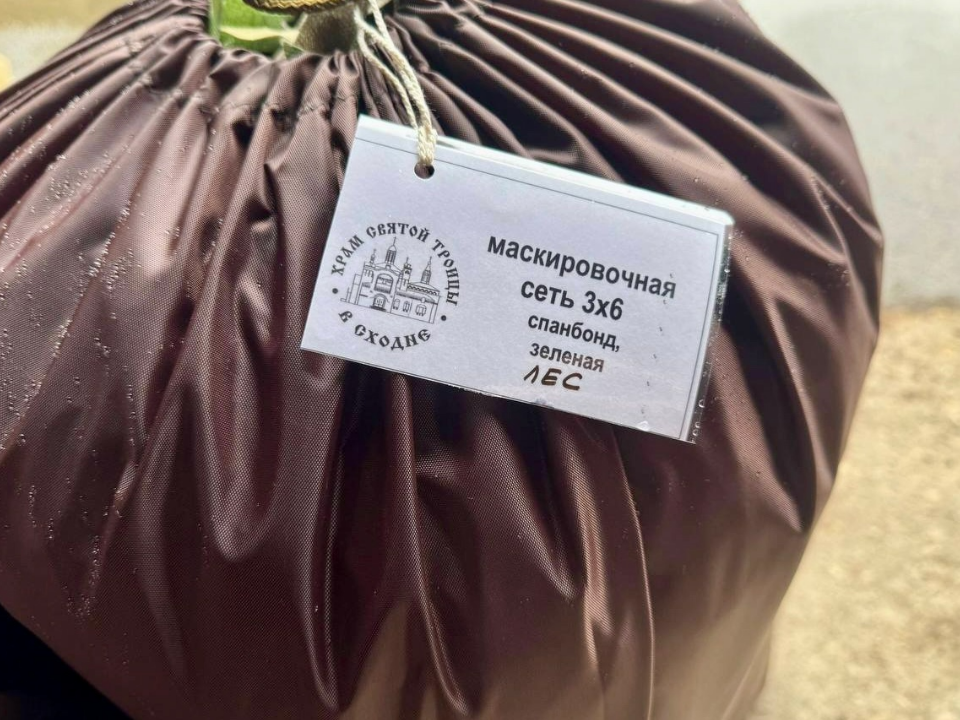 ХРАМ СВЯТОЙ ТРОИЦЫ
В СХОДНЕ
маскировочная
сеть 3х6
спанбонд,
зеленая
ЛЕС